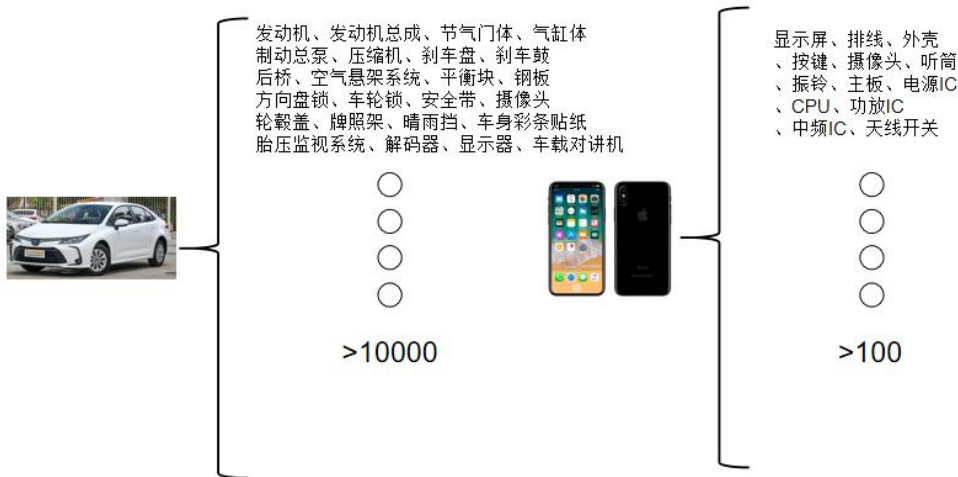 发动机、发动机总成、节气门体、气缸体
制动总泵、压缩机、刹车盘、刹车鼓
后桥、空气悬架系统、平衡块、钢板
方向盘锁、车轮锁、安全带、摄像头
轮毂盖、牌照架、晴雨挡、车身彩条贴纸
胎压监视系统、解码器、显示器、车载对讲机
>10000
显示屏、排线、外壳
、按键、摄像头、听筒
、振铃、主板、电源IC
、CPU、功放IC
、中频IC、天线开关
>100